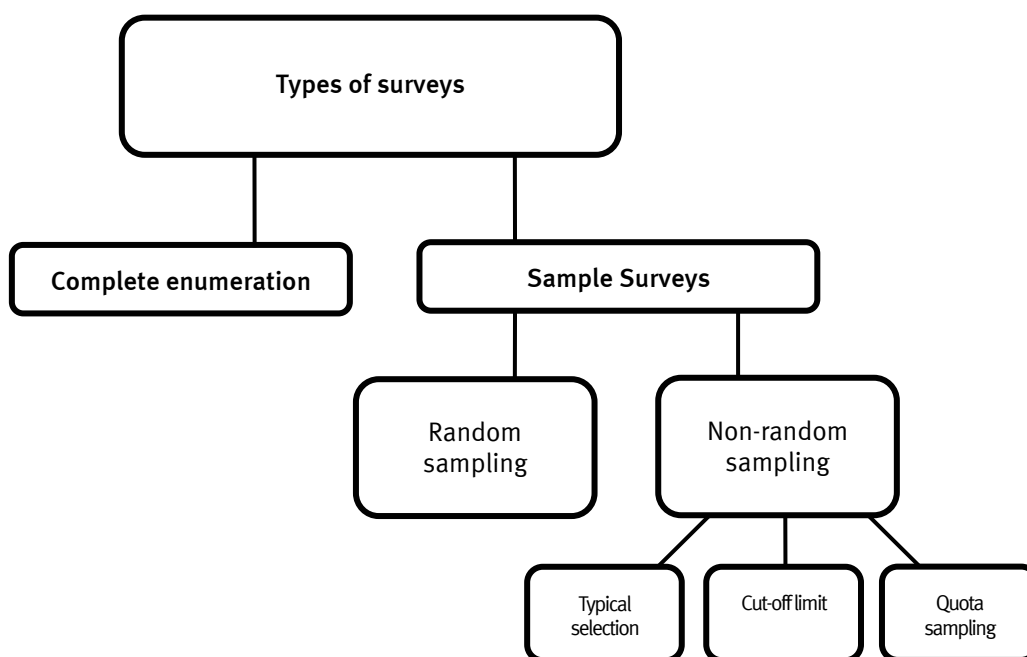 Types of surveys
Complete enumeration
Sample Surveys
Random
sampling
Non-random
sampling
Typical
selection
Cut-off limit
Quota
sampling